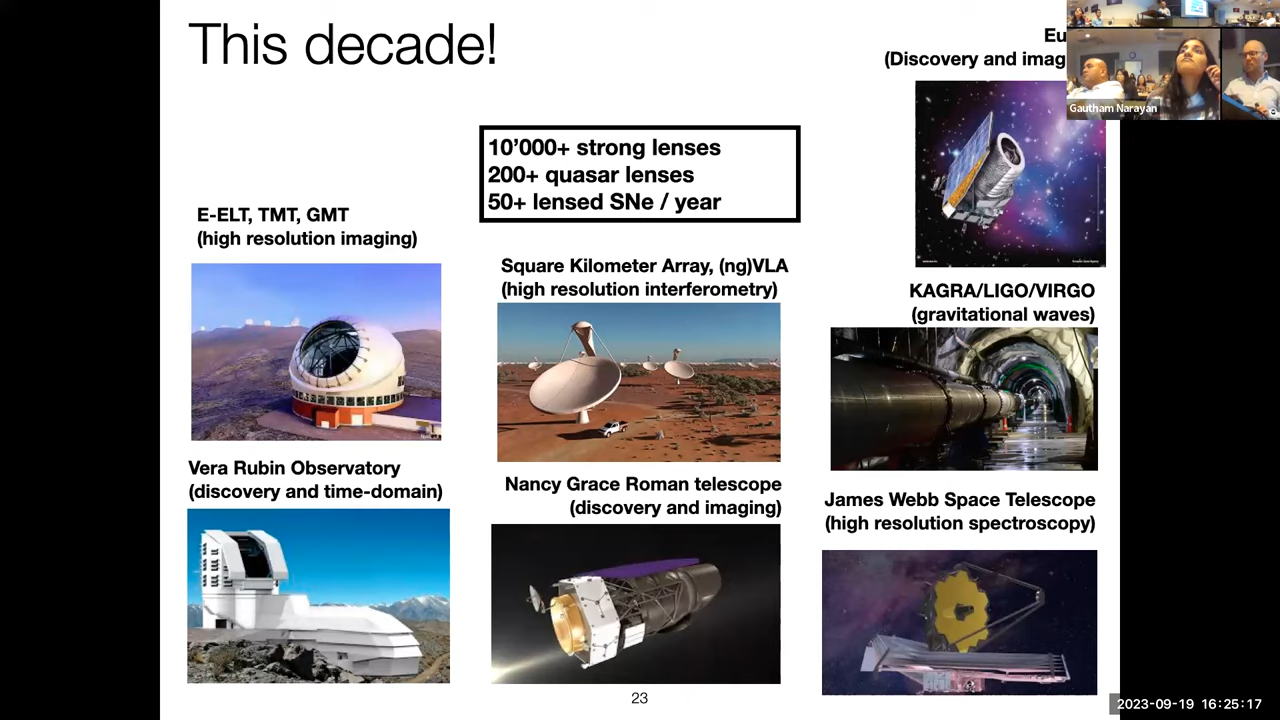 This decade!
Eu
(Discovery and imag
Gautham Narayan
10’000+ strong lenses
200+ quasar lenses
50+ lensed SNe / year
E-ELT, TMT, GMT
(high resolution imaging)
Square Kilometer Array, (ng)VLA
(high resolution interferometry)
KAGRA/LIGO/VIRGO
(gravitational waves)
Vera Rubin Observatory
(discovery and time-domain)
Nancy Grace Roman telescope
(discovery and imaging)
James Webb Space Telescope
(high resolution spectroscopy)
23
2023-09-19 16:25:17